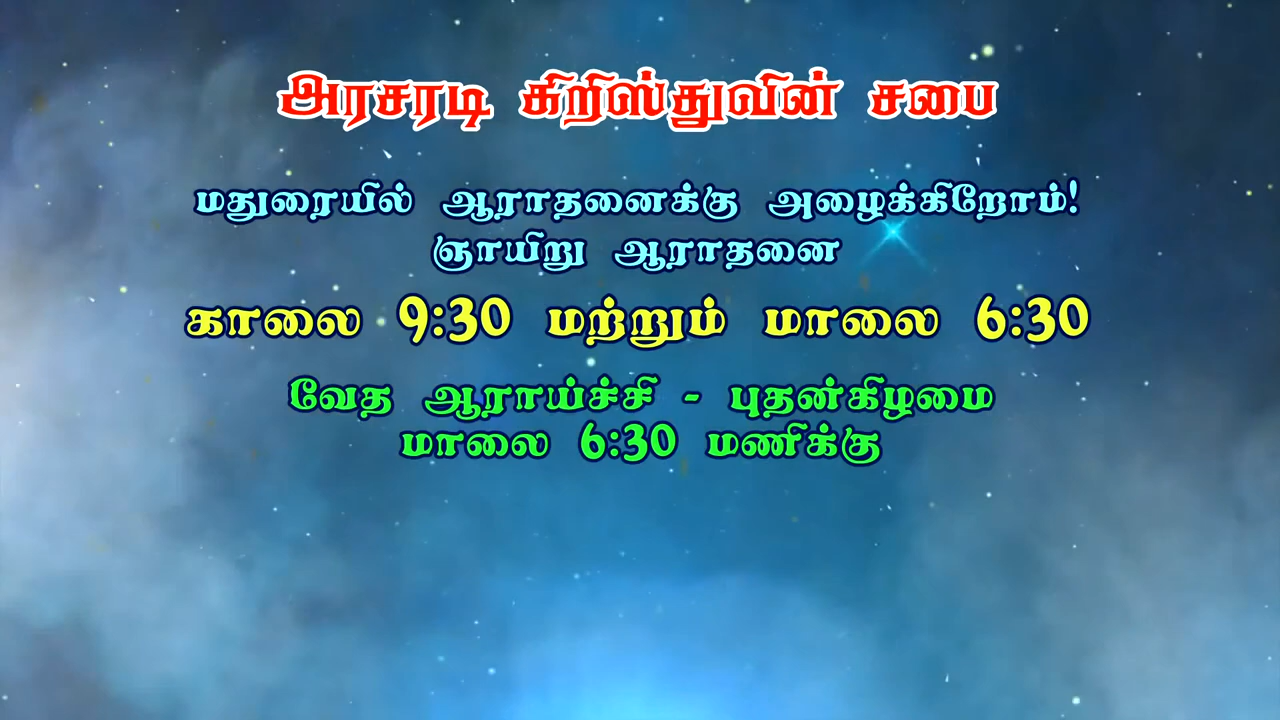 அரசரடி கிறிஸ்துவின் சபை
மதுரையில் ஆராதனைக்கு அழைக்கிறோம்!
ஞாயிறு ஆராதனை
காலை 9:30 மற்றும் மாலை 6:30
வேத ஆராய்ச்சி - புதன்கிழமை
மாலை 6:30 மணிக்கு